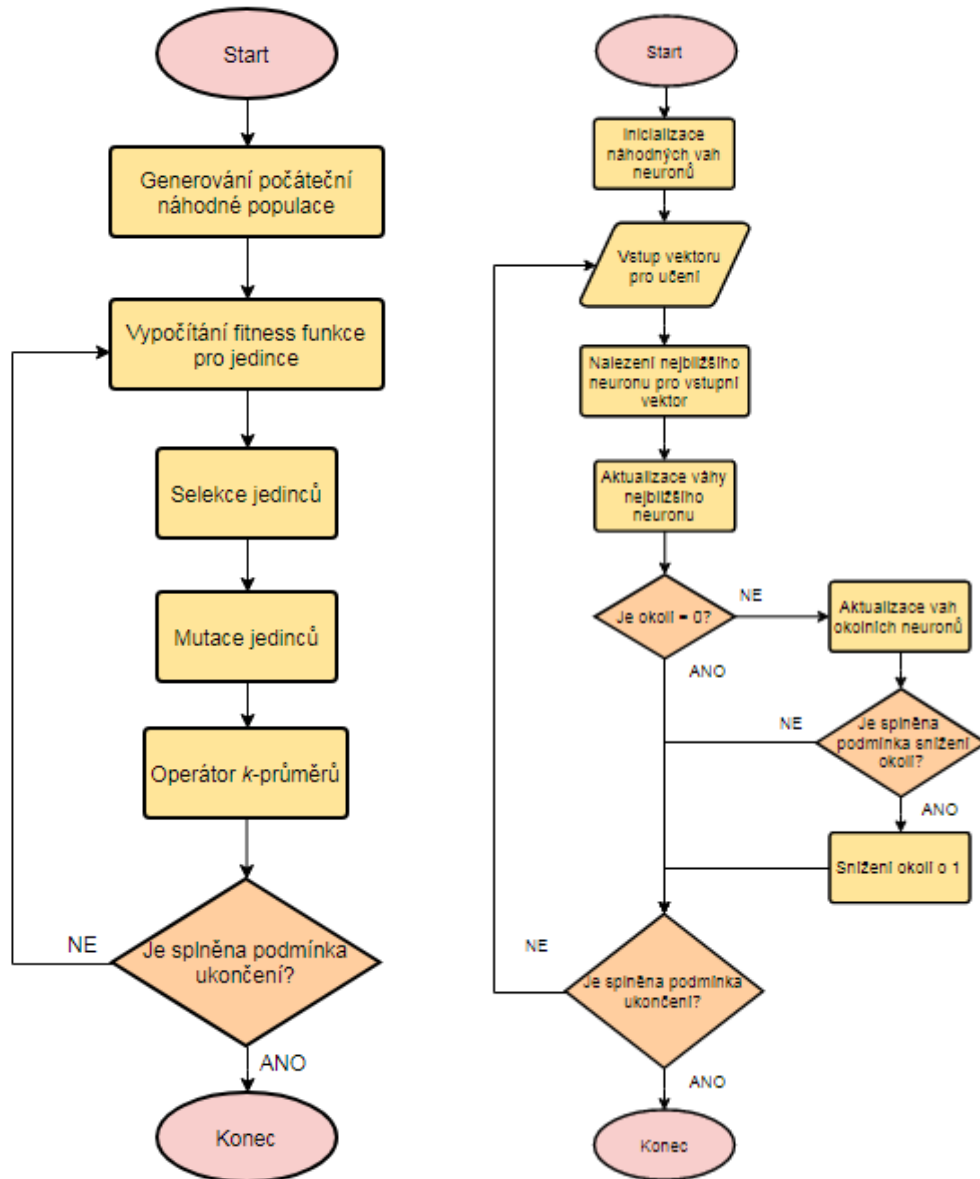 Start
Generování počáteční
náhodné populace
Vypočítání fitness funkce
pro jedince
Selekce jedinců
Mutace jedinců
Operátor k-průměrů
NE
Je splněna podmínka
ukončení?
ANO
Konec
Start
Inicializace
náhodných vah
neuronů
Vstup vektoru
pro učení
Nalezení nejbližšího
neuronu pro vstupní
vektor
Aktualizace váhy
nejbližšího
neuronu
Je okolí = 0?
NE
Aktualizace vah
okolních neuronů
ANO
NE
Je splněna
podmínka snížení
okolí?
ANO
Snížení okolí o 1
NE
Je splněna podmínka
ukončení?
ANO
Konec